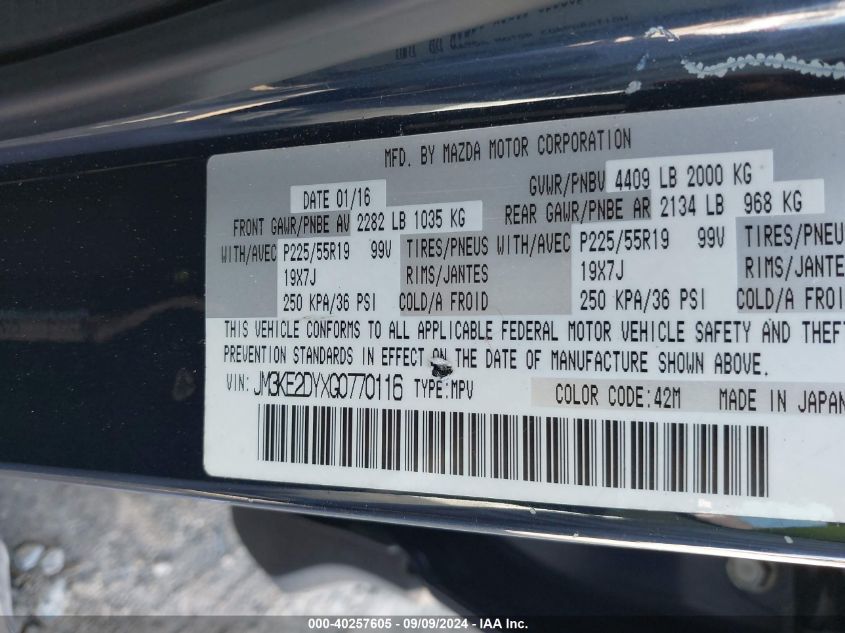 MFD. BY MAZDA MOTOR CORPORATION
DATE 01/16 GVWR/PNBV 4409 LB 2000 KG
FRONT GAWR/PNBE AV 2282 LB 1035 KG REAR GAWR/PNBE AR 2134 LB 968 KG
WITH/AVEC P225/55R19 99V TIRES/PNEUS WITH/AVEC P225/55R19 99V TIRES/PNEU
19X7J RIMS/JANTES 19X7J RIMS/JANTES
250 KPA/36 PSI COLD/A FROID 250 KPA/36 PSI COLD/A FROI
THIS VEHICLE CONFORMS TO ALL APPLICABLE FEDERAL MOTOR VEHICLE SAFETY AND THEFT
PREVENTION STANDARDS IN EFFECT ON THE DATE OF MANUFACTURE SHOWN ABOVE.
VIN: JM3KE2DYXG0770116 TYPE:MPV COLOR CODE:42M MADE IN JAPAN
000-40257605 - 09/09/2024 - IAA Inc.